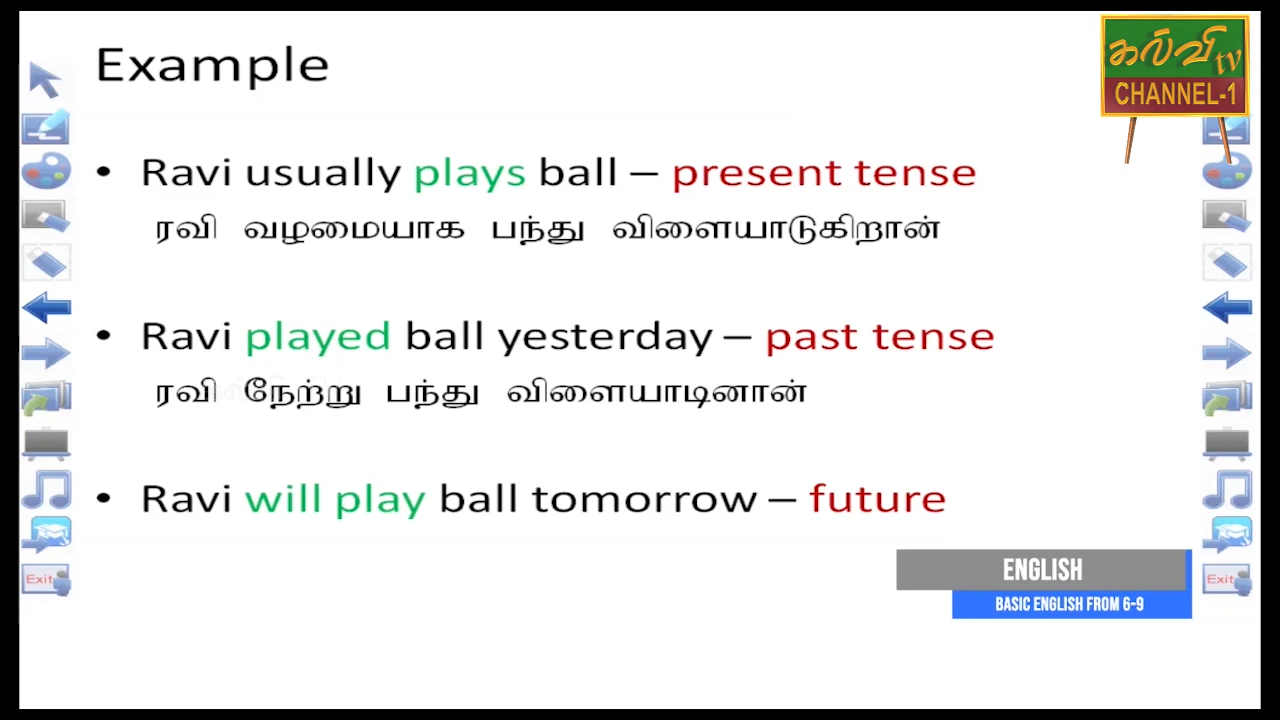 Example
கல்வி tv
CHANNEL-1
• Ravi usually plays ball – present tense
ரவி வழமையாக பந்து விளையாடுகிறான்
• Ravi played ball yesterday – past tense
ரவி நேற்று பந்து விளையாடினான்
• Ravi will play ball tomorrow – future
ENGLISH
BASIC ENGLISH FROM 6-9
Exit
Exit